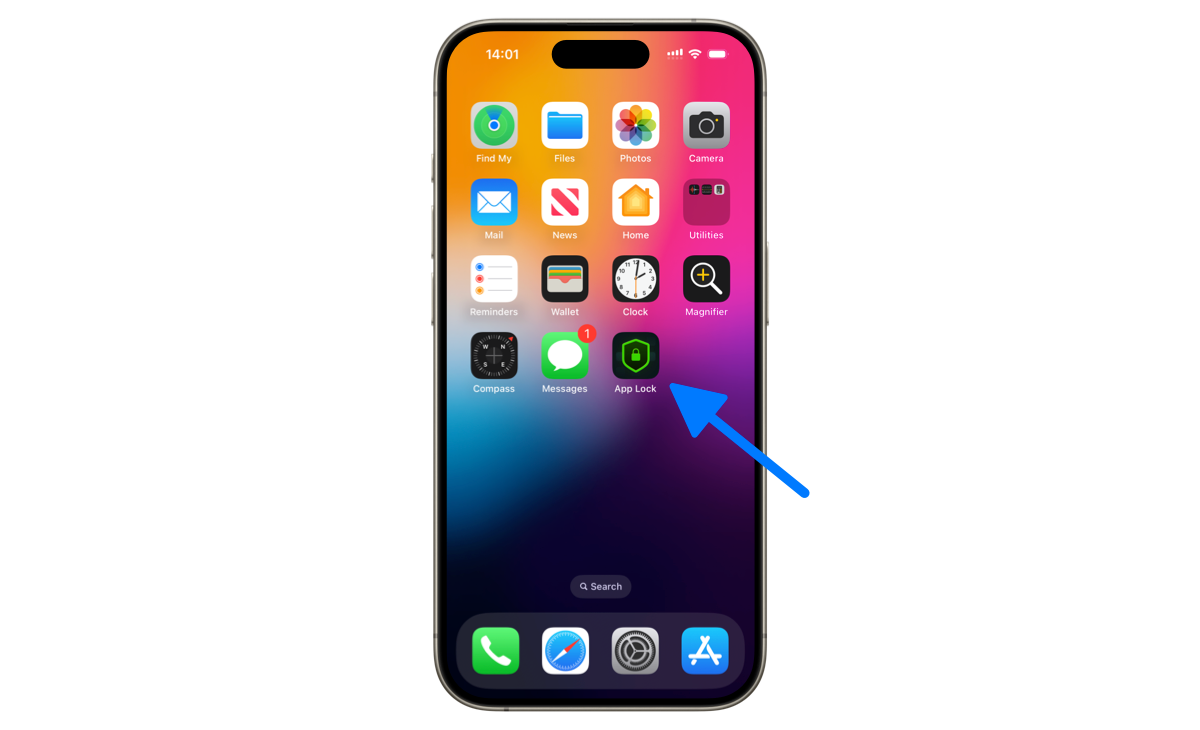 14:01
Find My
Files
Photos
Camera
Mail
News
Home
Utilities
Reminders
Wallet
Clock
Magnifier
1
Compass
Messages
App Lock
Search